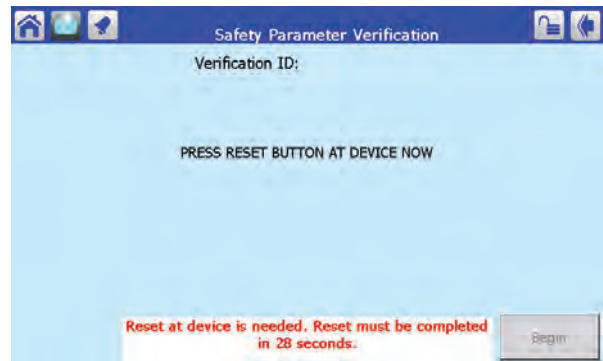 Safety Parameter Verification
Verification ID:
PRESS RESET BUTTON AT DEVICE NOW
Reset at device is needed. Reset must be completed
in 28 seconds.
Begin